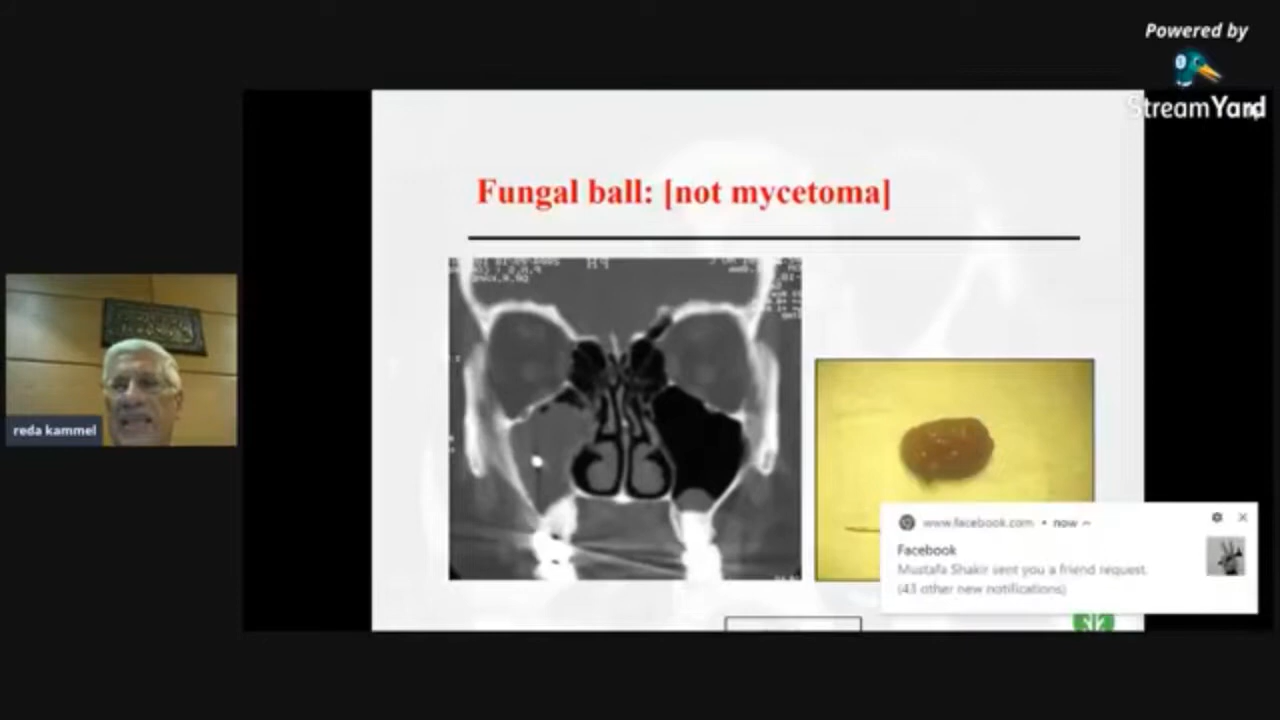 Powered by
StreamYard
Fungal ball: [not mycetoma]
reda kammel
www.facebook.com • now
Facebook
Mustafa Shakir sent you a friend request.
(43 other new notifications)